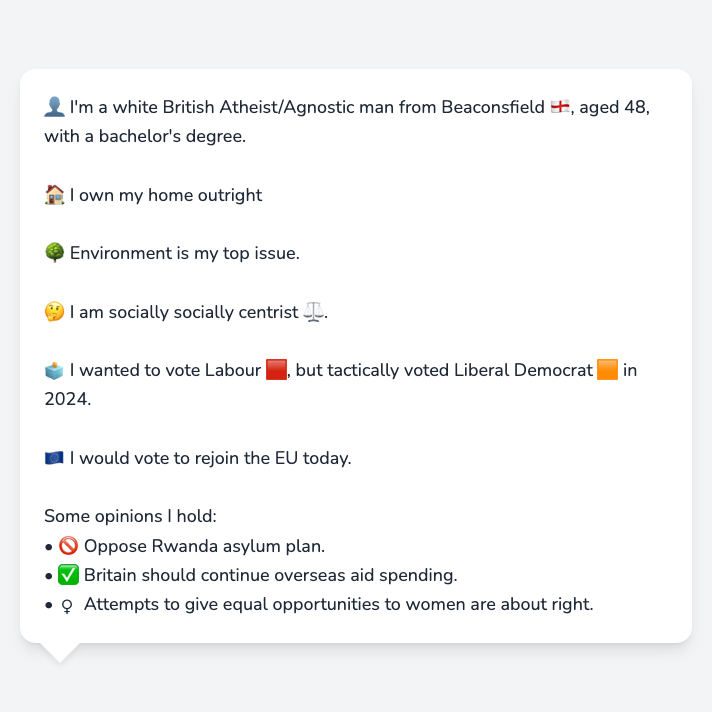 👤 I'm a white British Atheist/Agnostic man from Beaconsfield 🏴󠁧󠁢󠁥󠁮󠁧󠁿, aged 48,
with a bachelor's degree.
🏠 I own my home outright
🌳 Environment is my top issue.
🤔 I am socially socially centrist ⚖️.
🗳️ I wanted to vote Labour 🟥, but tactically voted Liberal Democrat 🟧 in
2024.
🇪🇺 I would vote to rejoin the EU today.
Some opinions I hold:
• 🚫 Oppose Rwanda asylum plan.
• ✅ Britain should continue overseas aid spending.
• ♀ Attempts to give equal opportunities to women are about right.